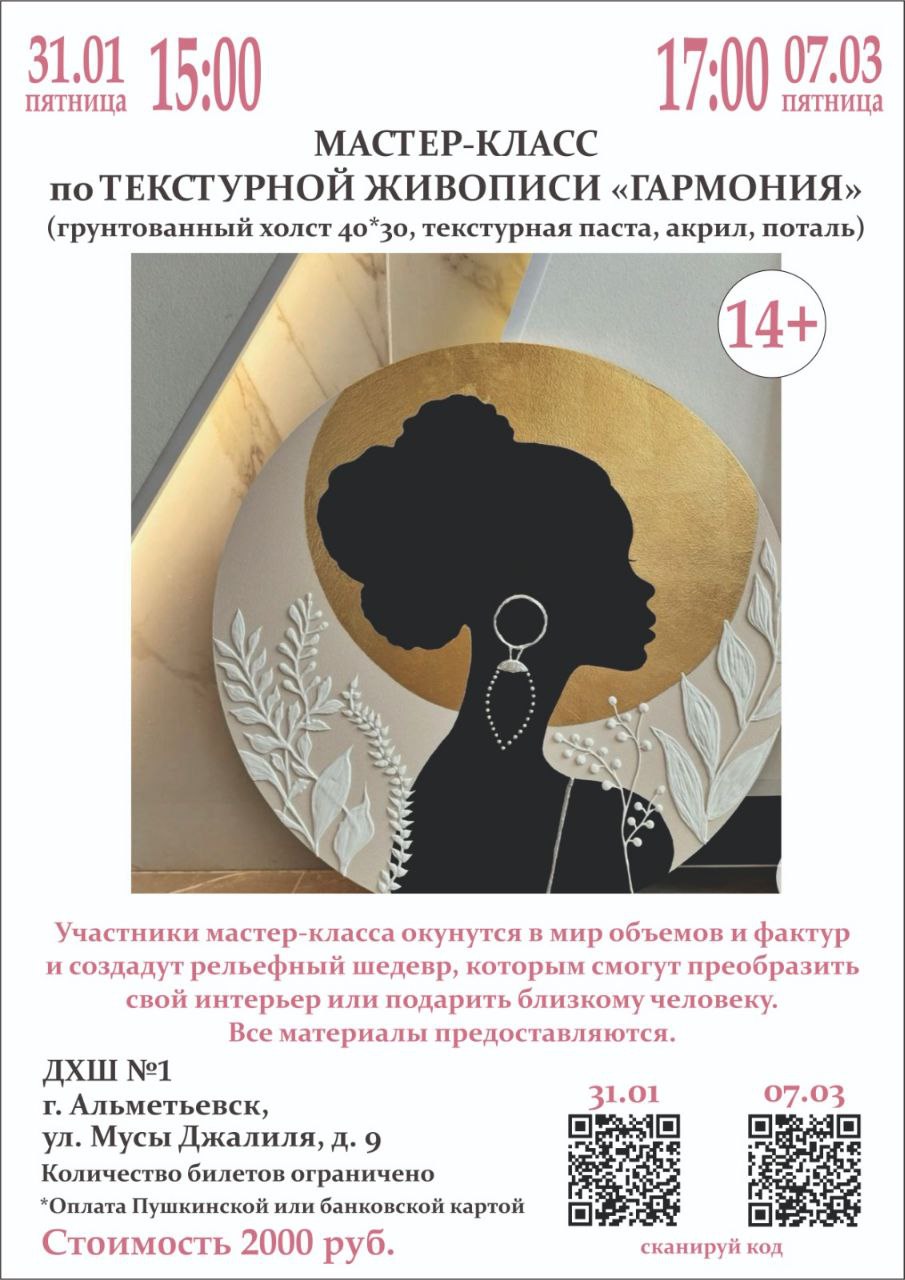 31.01 15:00 17:00 07.03
пятница пятница
МАСТЕР-КЛАСС
по ТЕКСТУРНОЙ ЖИВОПИСИ «ГАРМОНИЯ»
(грунтованный холст 40*30, текстурная паста, акрил, поталь)
14+
Участники мастер-класса окунутся в мир объемов и фактур
и создадут рельефный шедевр, которым смогут преобразить
свой интерьер или подарить близкому человеку.
Все материалы предоставляются.
ДХШ №1
г. Альметьевск,
ул. Мусы Джалиля, д. 9
Количество билетов ограничено
*Оплата Пушкинской или банковской картой
Стоимость 2000 руб.
31.01 07.03
сканируй код